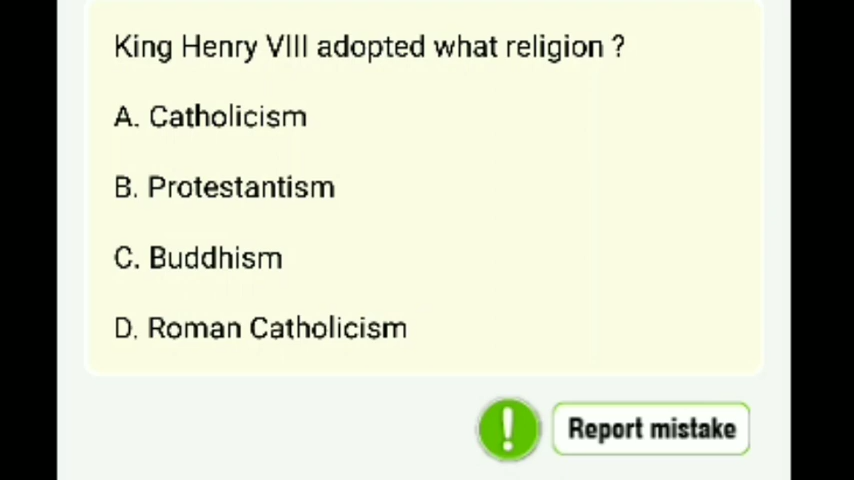 King Henry VIII adopted what religion ?
A. Catholicism
B. Protestantism
C. Buddhism
D. Roman Catholicism
! Report mistake